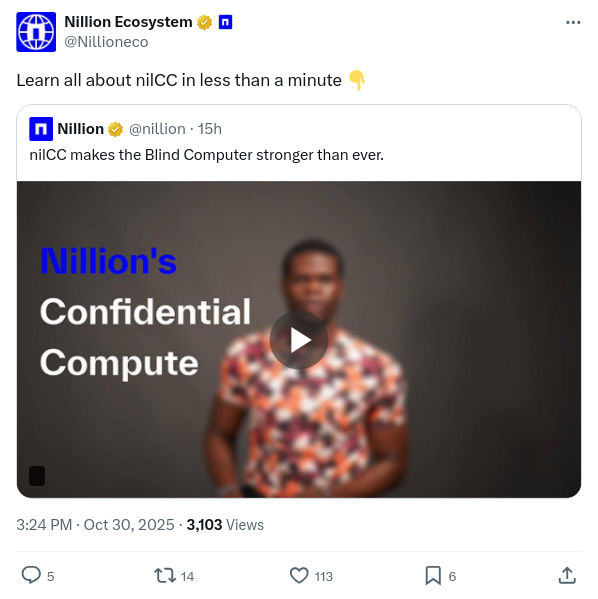 Nillion Ecosystem
@Nillioneco
Learn all about nilCC in less than a minute 👇
Nillion @nillion · 15h
nilCC makes the Blind Computer stronger than ever.
Nillion's
Confidential
Compute
3:24 PM · Oct 30, 2025 · 3,103 Views
5 14 113 6